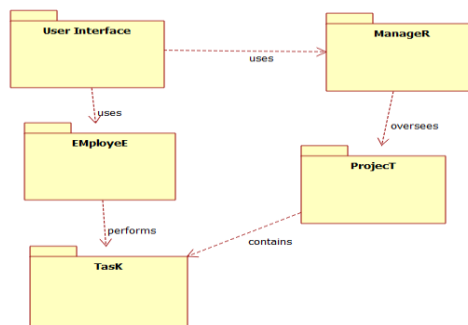 User Interface
ManageR
uses
uses
oversees
EMployeE
ProjecT
performs
contains
TasK